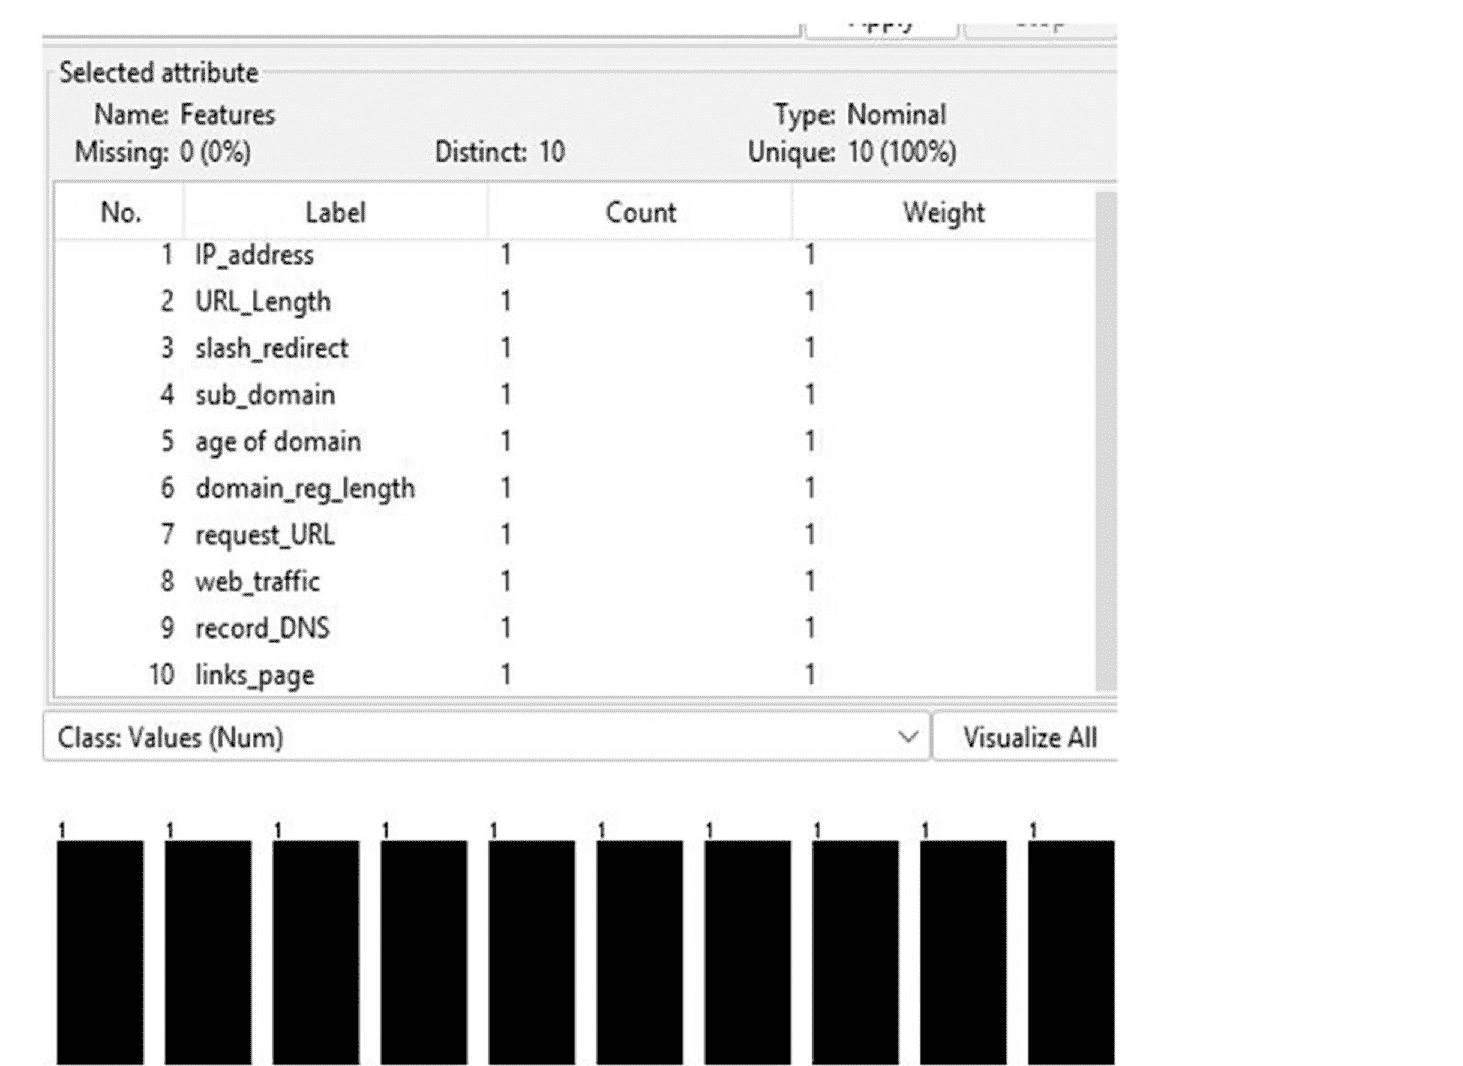 Apply Stop
Selected attribute
Name: Features Type: Nominal
Missing: 0 (0%) Distinct: 10 Unique: 10 (100%)
No. Label Count Weight
1 IP_address 1 1
2 URL_Length 1 1
3 slash_redirect 1 1
4 sub_domain 1 1
5 age of domain 1 1
6 domain_reg_length 1 1
7 request_URL 1 1
8 web_traffic 1 1
9 record_DNS 1 1
10 links_page 1 1
Class: Values (Num) Visualize All
1 1 1 1 1 1 1 1 1 1